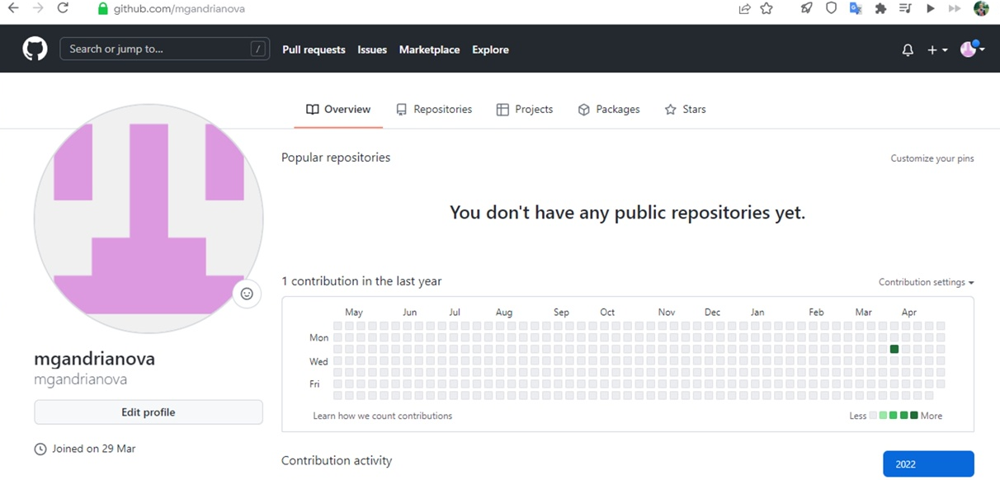 github.com/mgandrianova
Search or jump to... /
Pull requests Issues Marketplace Explore
Overview Repositories Projects Packages Stars
Popular repositories Customize your pins
You don't have any public repositories yet.
1 contribution in the last year Contribution settings
May Jun Jul Aug Sep Oct Nov Dec Jan Feb Mar Apr
Mon
Wed
Fri
Learn how we count contributions Less More
mgandrianova
mgandrianova
Edit profile
Joined on 29 Mar
Contribution activity 2022